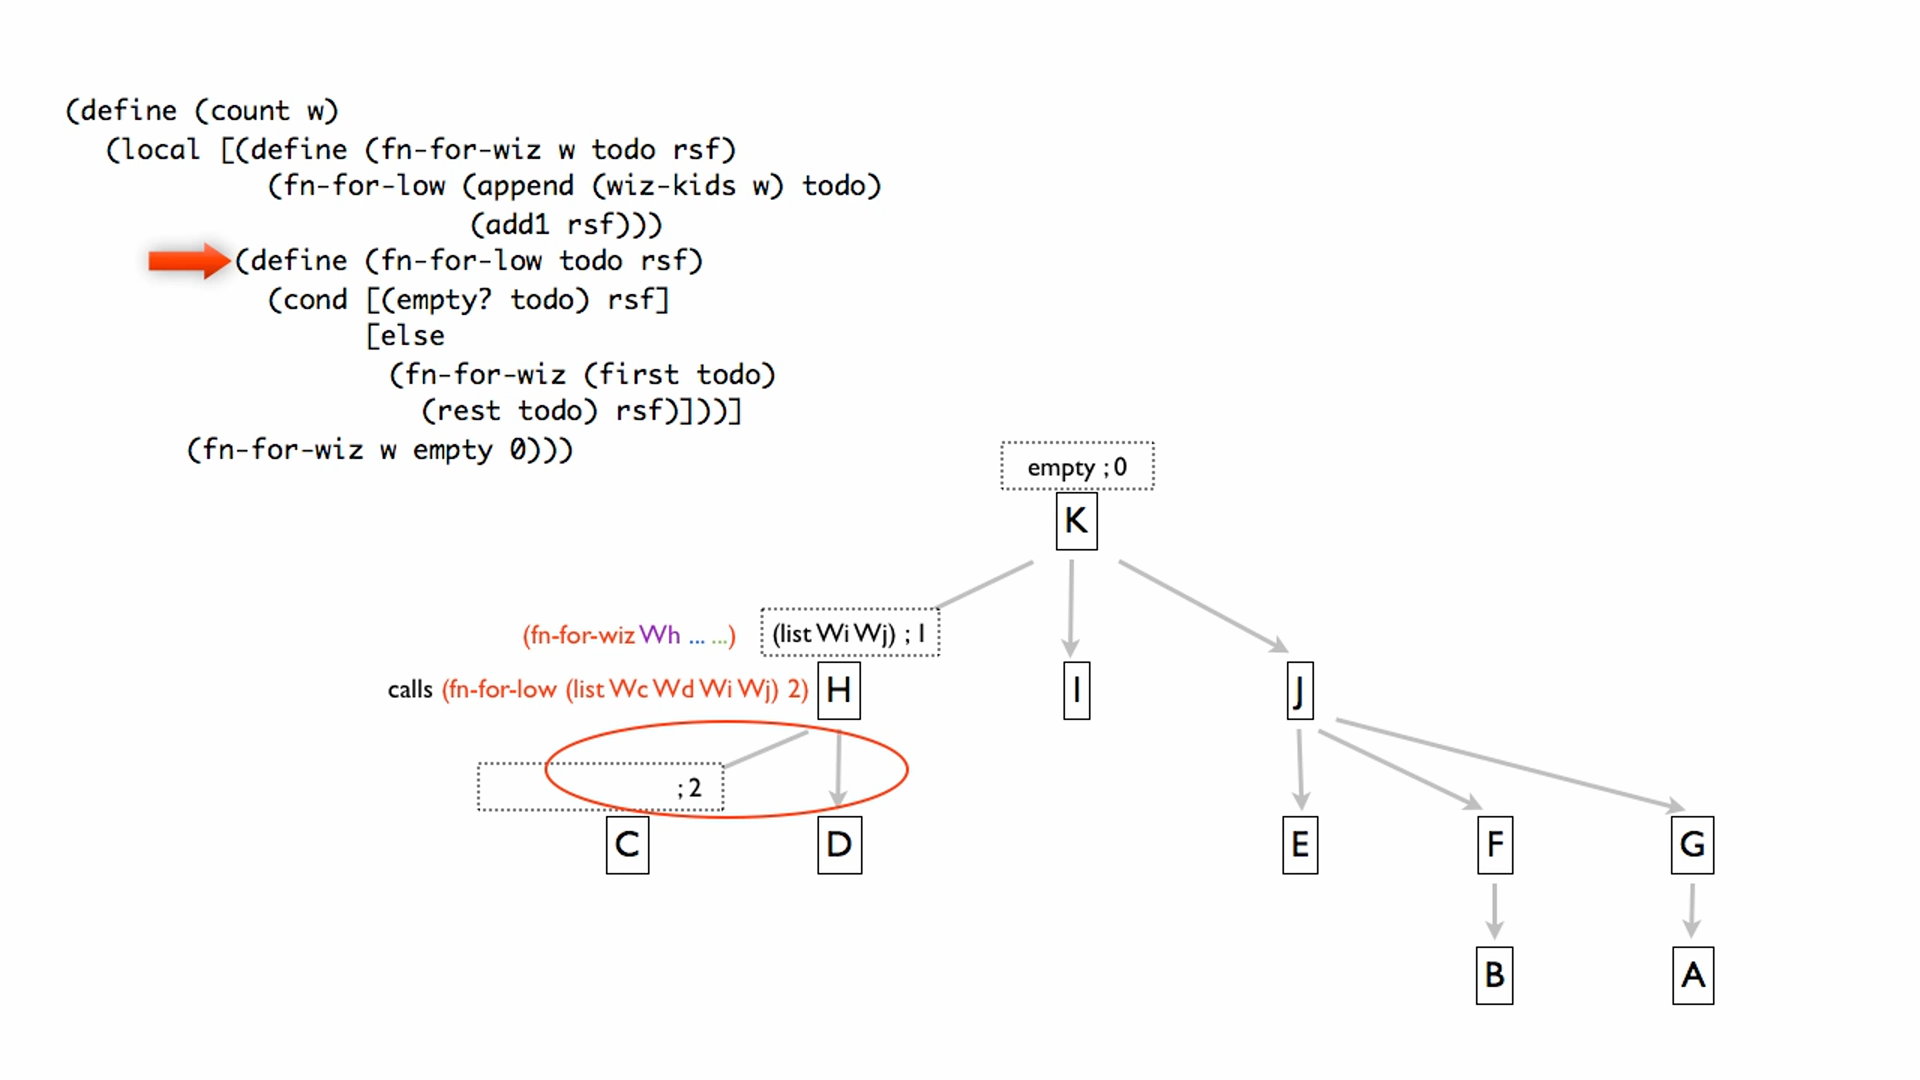 (define (count w)
(local [(define (fn-for-wiz w todo rsf)
(fn-for-low (append (wiz-kids w) todo)
(add1 rsf)))
(define (fn-for-low todo rsf)
(cond [(empty? todo) rsf]
[else
(fn-for-wiz (first todo)
(rest todo) rsf)]))]
(fn-for-wiz w empty 0)))
empty ; 0
K
(fn-for-wiz Wh ... ...) (list Wi Wj) ; 1
calls (fn-for-low (list Wc Wd Wi Wj) 2) H I J
; 2
C D E F G
B A